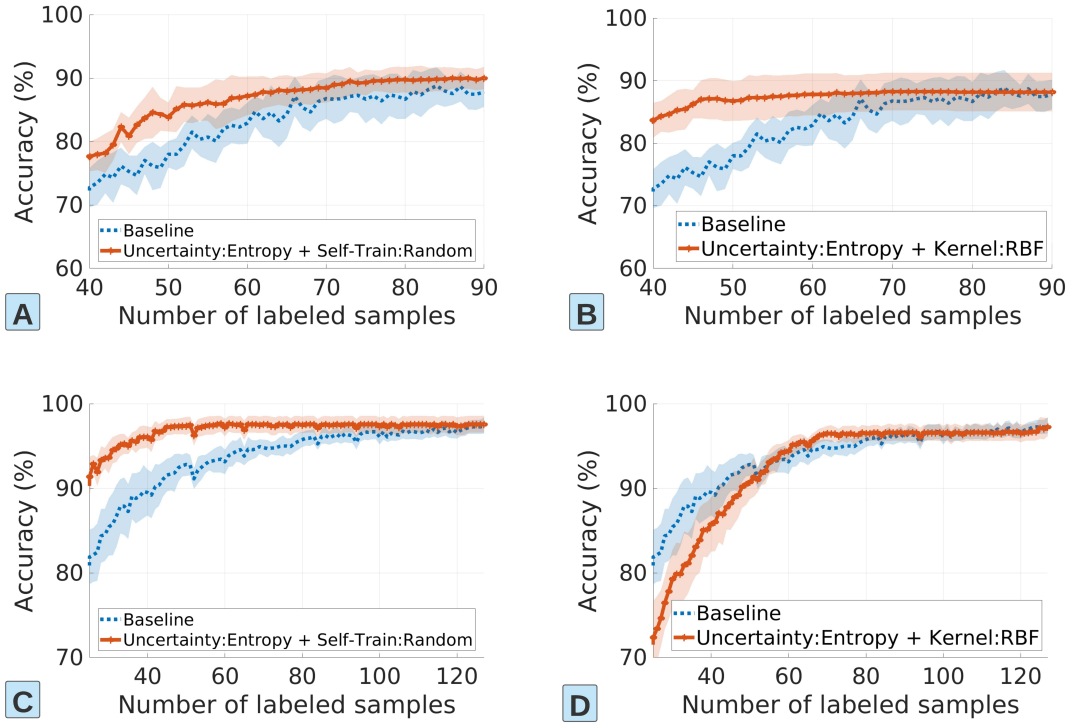 100
90
80
70
60
Accuracy (%)
Baseline
Uncertainty:Entropy + Self-Train:Random
40 50 60 70 80 90
Number of labeled samples
A
100
90
80
70
60
Accuracy (%)
Baseline
Uncertainty:Entropy + Kernel:RBF
40 50 60 70 80 90
Number of labeled samples
B
100
90
80
70
Accuracy (%)
Baseline
Uncertainty:Entropy + Self-Train:Random
40 60 80 100 120
Number of labeled samples
C
100
90
80
70
Accuracy (%)
Baseline
Uncertainty:Entropy + Kernel:RBF
40 60 80 100 120
Number of labeled samples
D